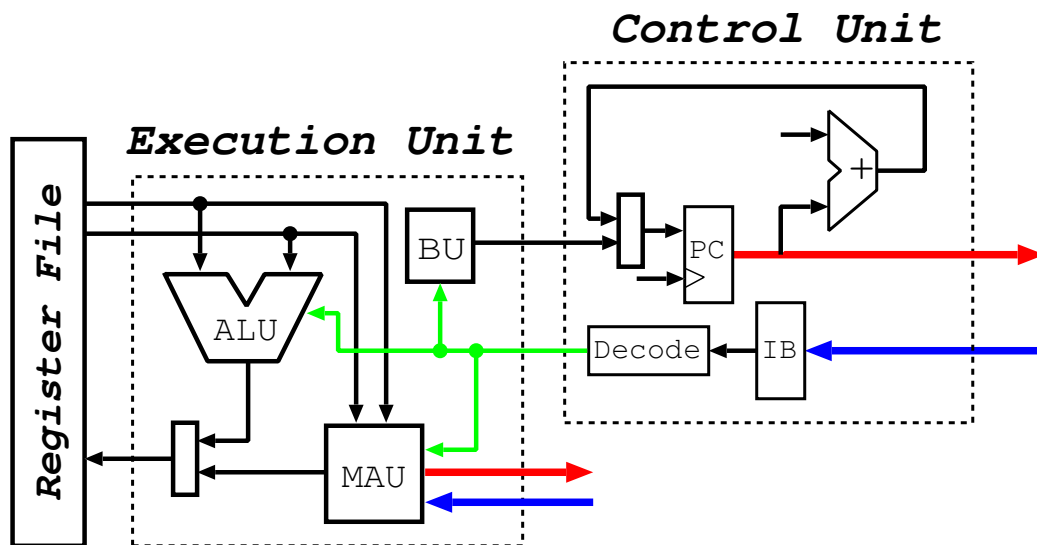 Control Unit
Execution Unit
Register File
BU
PC
+
ALU
Decode
IB
MAU